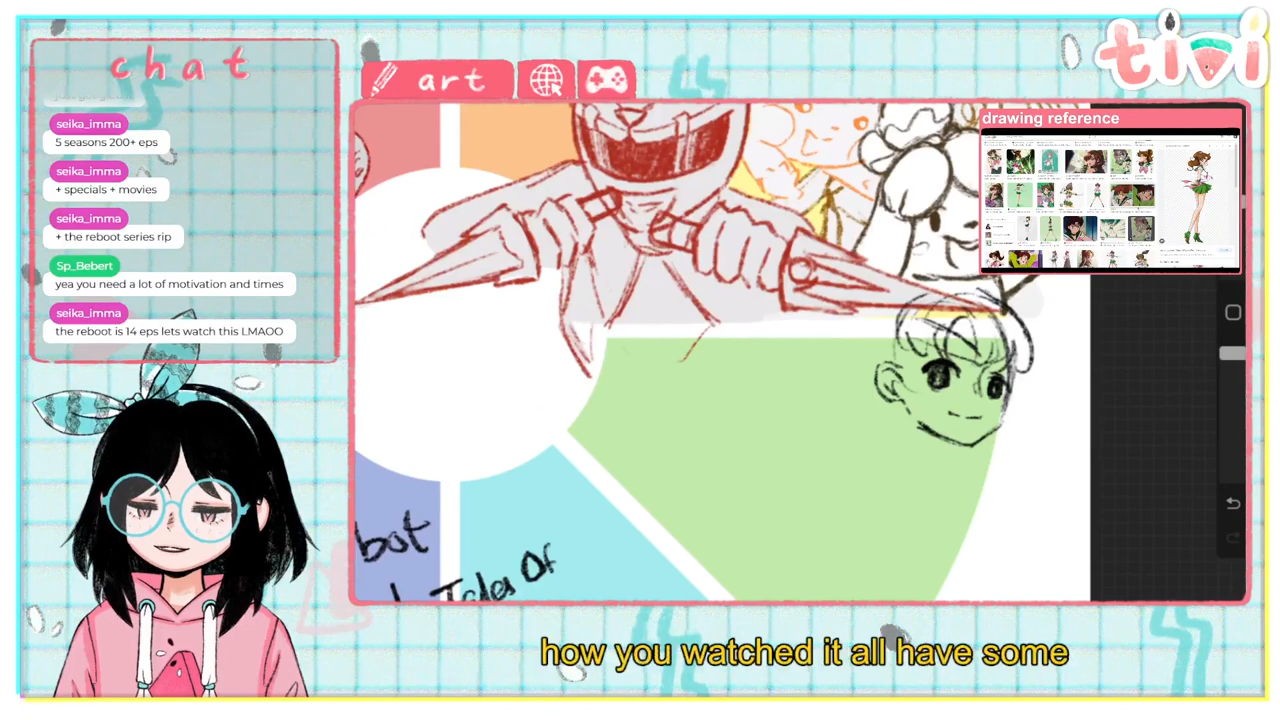 chat
seika_imma
5 seasons 200+ eps
seika_imma
+ specials + movies
seika_imma
+ the reboot series rip
Sp_Bebert
yea you need a lot of motivation and times
seika_imma
the reboot is 14 eps lets watch this LMAOO
art
tivi
drawing reference
bot
Tales Of
how you watched it all have some